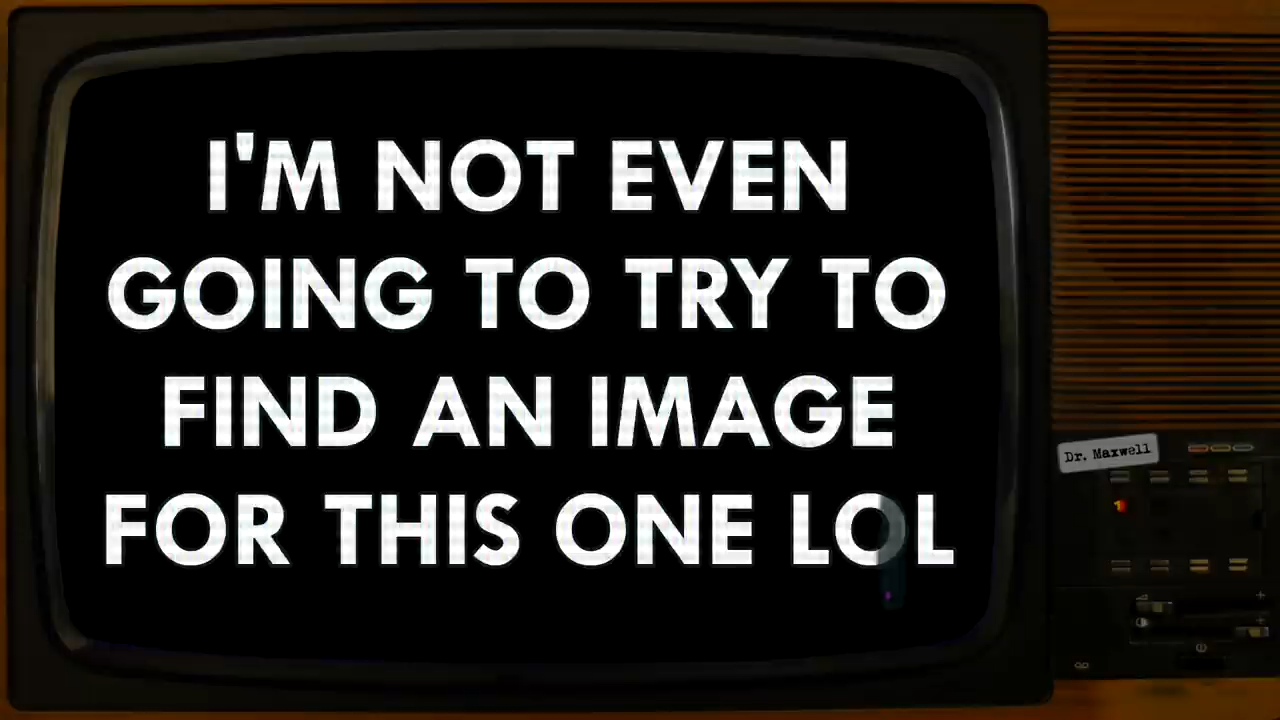 I'M NOT EVEN
GOING TO TRY TO
FIND AN IMAGE
FOR THIS ONE LOL
Dr. Maxwell